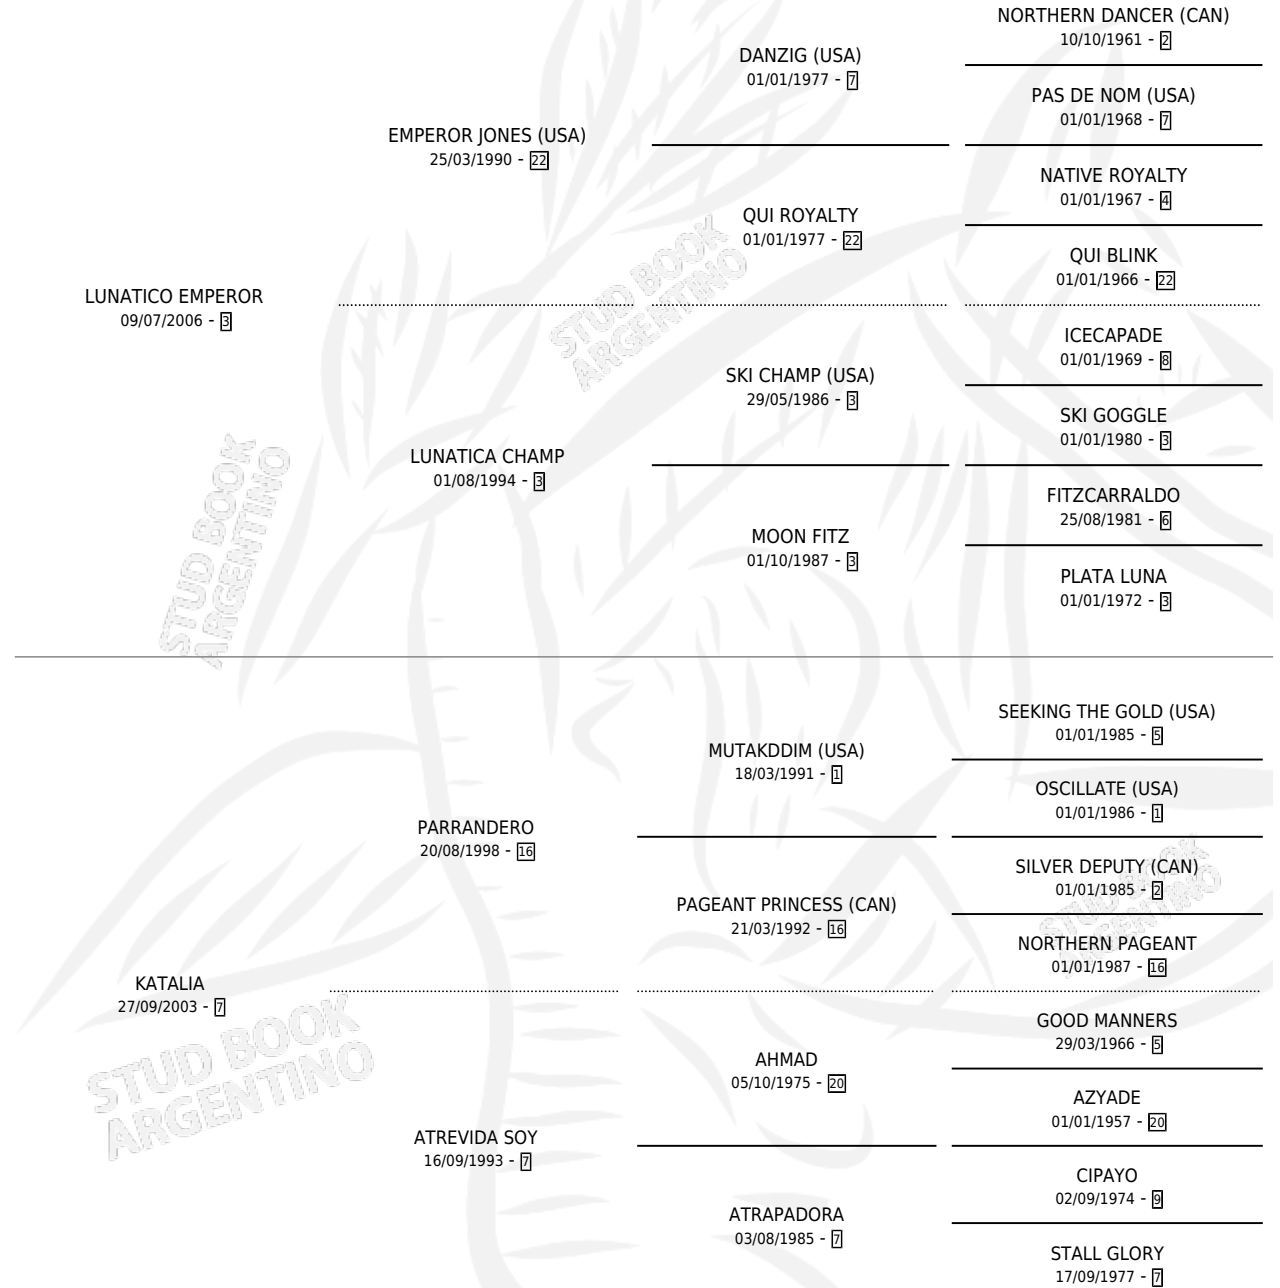 NORTHERN DANCER (CAN)
10/10/1961 - 2
DANZIG (USA)
01/01/1977 - 7
PAS DE NOM (USA)
01/01/1968 - 7
EMPEROR JONES (USA)
25/03/1990 - 22
NATIVE ROYALTY
01/01/1967 - 4
QUI ROYALTY
01/01/1977 - 22
QUI BLINK
01/01/1966 - 22
LUNATICO EMPEROR
09/07/2006 - 3
ICECAPADE
01/01/1969 - 8
SKI CHAMP (USA)
29/05/1986 - 3
SKI GOGGLE
01/01/1980 - 3
LUNATICA CHAMP
01/08/1994 - 3
FITZCARRALDO
25/08/1981 - 6
MOON FITZ
01/10/1987 - 3
PLATA LUNA
01/01/1972 - 3
STUD BOOK
ARGENTINO
STUD BOOK
ARGENTINO
SEEKING THE GOLD (USA)
01/01/1985 - 5
MUTAKDDIM (USA)
18/03/1991 - 1
OSCILLATE (USA)
01/01/1986 - 1
PARRANDERO
20/08/1998 - 16
SILVER DEPUTY (CAN)
01/01/1985 - 2
PAGEANT PRINCESS (CAN)
21/03/1992 - 16
NORTHERN PAGEANT
01/01/1987 - 16
KATALIA
27/09/2003 - 7
GOOD MANNERS
29/03/1966 - 5
AHMAD
05/10/1975 - 20
AZYADE
01/01/1957 - 20
ATREVIDA SOY
16/09/1993 - 7
CIPAYO
02/09/1974 - 9
ATRAPADORA
03/08/1985 - 7
STALL GLORY
17/09/1977 - 7
STUD BOOK
ARGENTINO
STUD BOOK
ARGENTINO